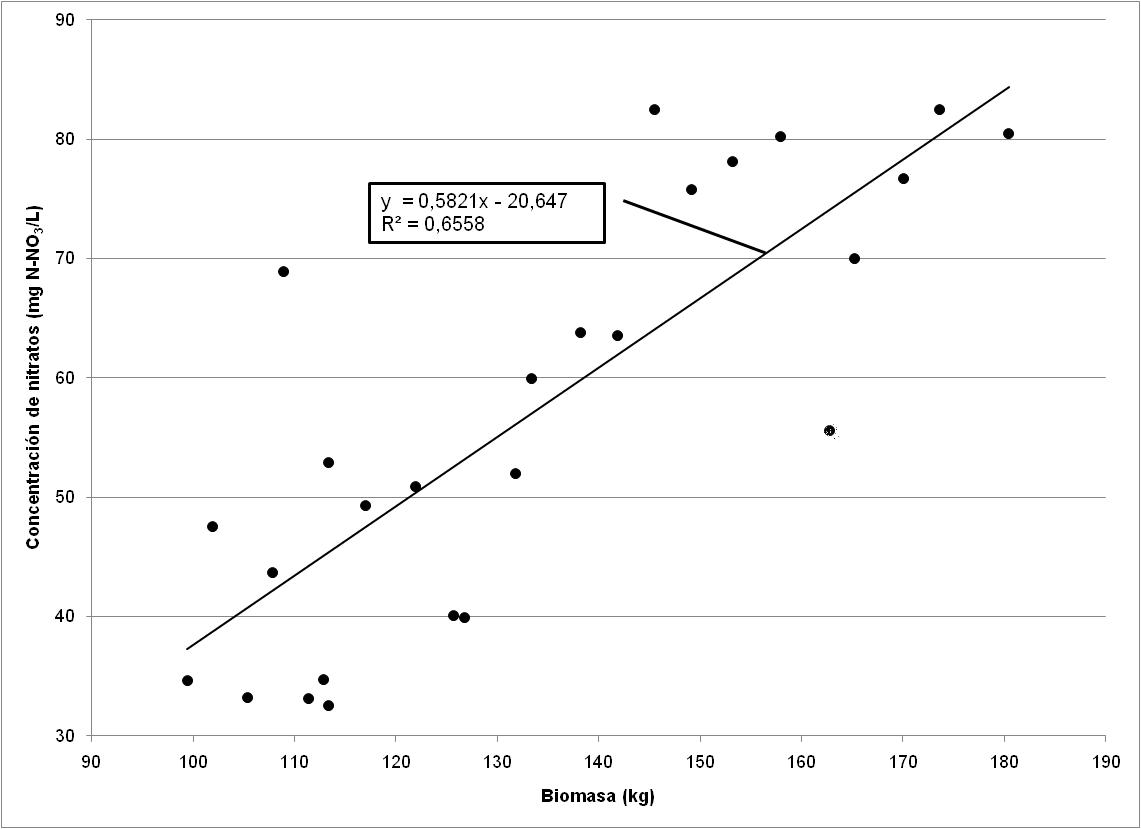 90
80
70
60
50
40
30
Concentración de nitratos (mg N-NO₃/L)
y = 0,5821x - 20,647
R² = 0,6558
90 100 110 120 130 140 150 160 170 180 190
Biomasa (kg)